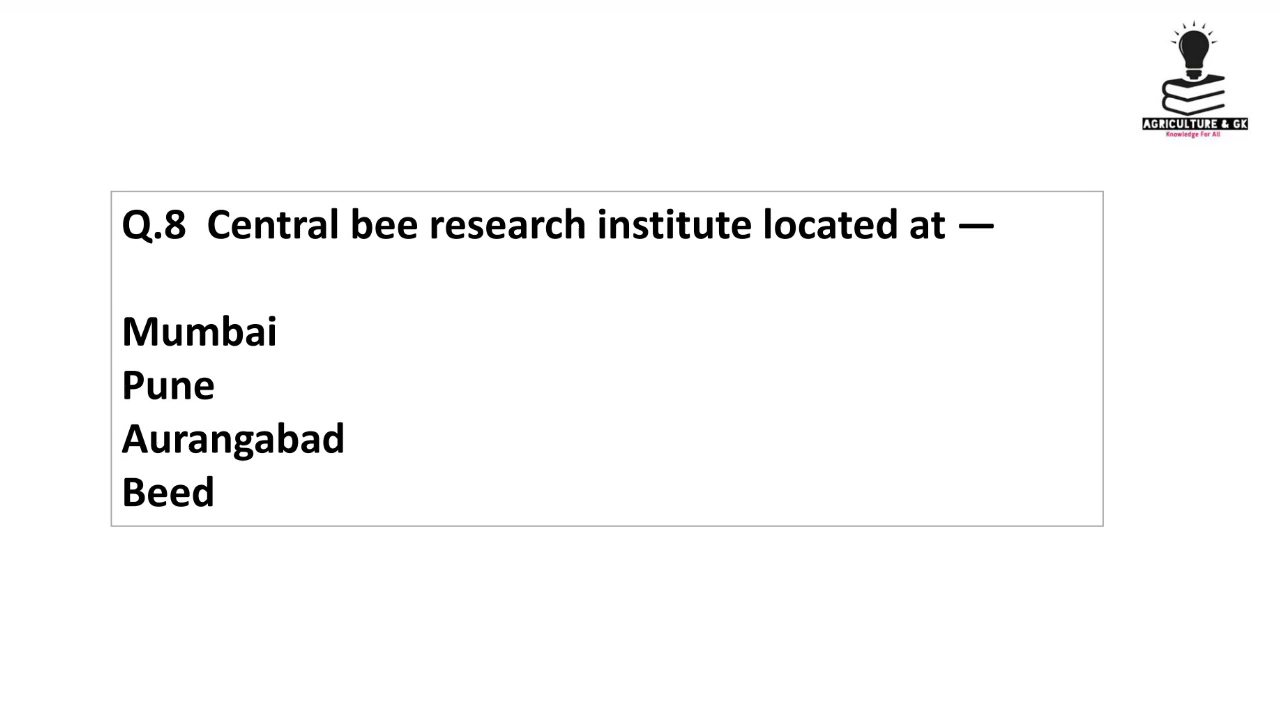 AGRICULTURE & GK
Knowledge For All
Q.8 Central bee research institute located at —
Mumbai
Pune
Aurangabad
Beed